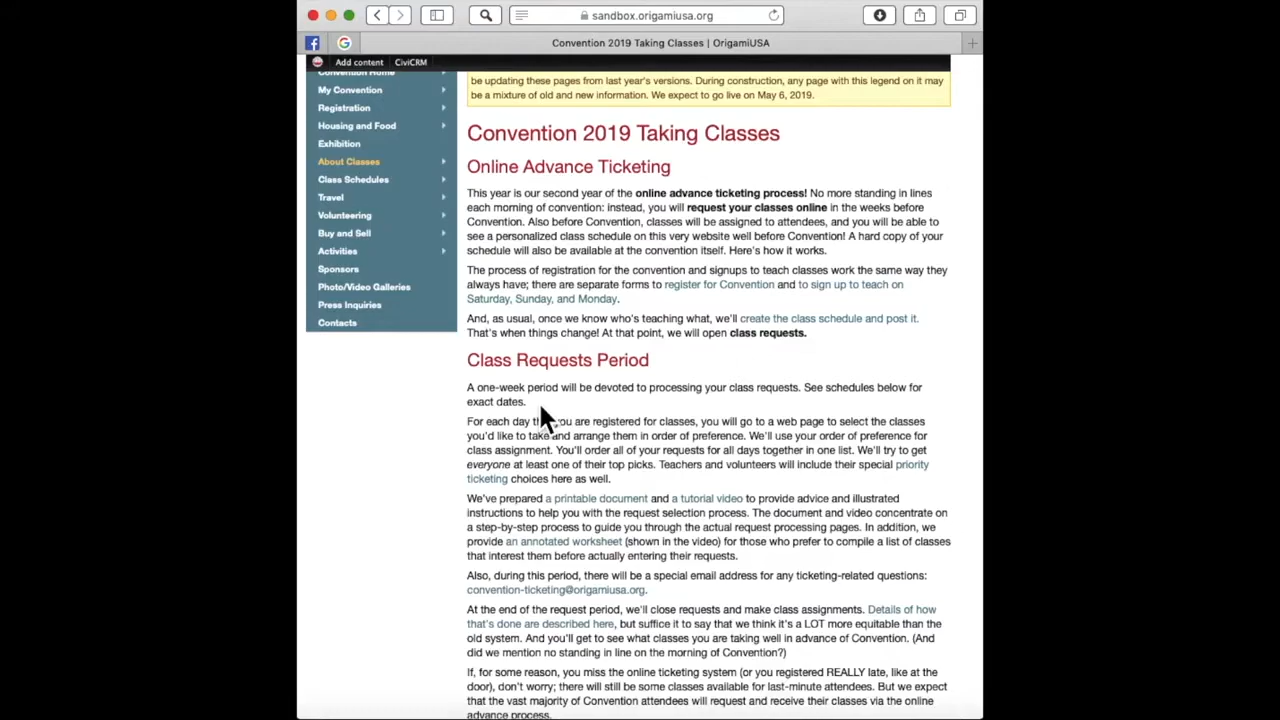 sandbox.origamiusa.org
Convention 2019 Taking Classes | OrigamiUSA
Add content CiviCRM
Convention Home
My Convention
Registration
Housing and Food
Exhibition
About Classes
Class Schedules
Travel
Volunteering
Buy and Sell
Activities
Sponsors
Photo/Video Galleries
Press Inquiries
Contacts
be updating these pages from last year's versions. During construction, any page with this legend on it may
be a mixture of old and new information. We expect to go live on May 6, 2019.
Convention 2019 Taking Classes
Online Advance Ticketing
This year is our second year of the online advance ticketing process! No more standing in lines
each morning of convention: instead, you will request your classes online in the weeks before
Convention. Also before Convention, classes will be assigned to attendees, and you will be able to
see a personalized class schedule on this very website well before Convention! A hard copy of your
schedule will also be available at the convention itself. Here's how it works.
The process of registration for the convention and signups to teach classes work the same way they
always have; there are separate forms to register for Convention and to sign up to teach on
Saturday, Sunday, and Monday.
And, as usual, once we know who's teaching what, we'll create the class schedule and post it.
That's when things change! At that point, we will open class requests.
Class Requests Period
A one-week period will be devoted to processing your class requests. See schedules below for
exact dates.
For each day you are registered for classes, you will go to a web page to select the classes
you'd like to take and arrange them in order of preference. We'll use your order of preference for
class assignment. You'll order all of your requests for all days together in one list. We'll try to get
everyone at least one of their top picks. Teachers and volunteers will include their special priority
ticketing choices here as well.
We've prepared a printable document and a tutorial video to provide advice and illustrated
instructions to help you with the request selection process. The document and video concentrate on
a step-by-step process to guide you through the actual request processing pages. In addition, we
provide an annotated worksheet (shown in the video) for those who prefer to compile a list of classes
that interest them before actually entering their requests.
Also, during this period, there will be a special email address for any ticketing-related questions:
convention-ticketing@origamiusa.org.
At the end of the request period, we'll close requests and make class assignments. Details of how
that's done are described here, but suffice it to say that we think it's a LOT more equitable than the
old system. And you'll get to see what classes you are taking well in advance of Convention. (And
did we mention no standing in line on the morning of Convention?)
If, for some reason, you miss the online ticketing system (or you registered REALLY late, like at the
door), don't worry; there will still be some classes available for last-minute attendees. But we expect
that the vast majority of Convention attendees will request and receive their classes via the online
advance process.